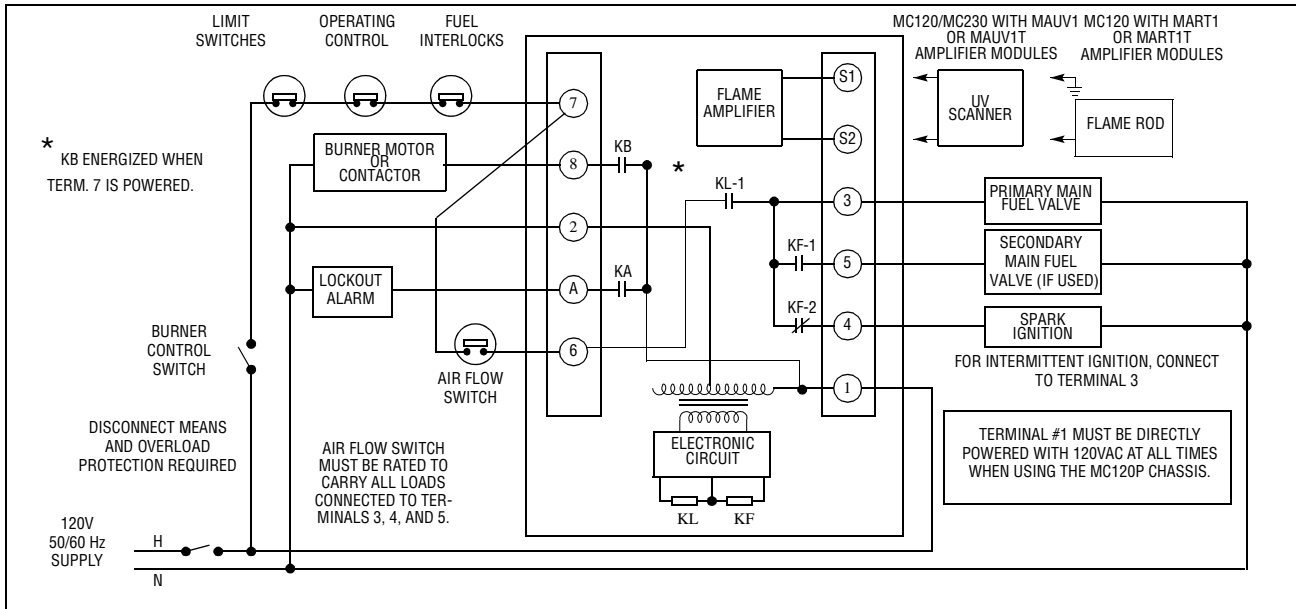 LIMIT
SWITCHES
OPERATING
CONTROL
FUEL
INTERLOCKS
MC120/MC230 WITH MAUV1
OR MAUV1T
AMPLIFIER MODULES
MC120 WITH MART1
OR MART1T
AMPLIFIER MODULES
7
FLAME
AMPLIFIER
S1
S2
UV
SCANNER
FLAME ROD
*
KB ENERGIZED WHEN
TERM. 7 IS POWERED.
BURNER MOTOR
OR
CONTACTOR
8
KB
*
KL-1
3
PRIMARY MAIN
FUEL VALVE
2
KF-1
5
SECONDARY
MAIN FUEL
VALVE (IF USED)
LOCKOUT
ALARM
A
KA
KF-2
4
SPARK
IGNITION
FOR INTERMITTENT IGNITION, CONNECT
TO TERMINAL 3
BURNER
CONTROL
SWITCH
AIR FLOW
SWITCH
6
1
DISCONNECT MEANS
AND OVERLOAD
PROTECTION REQUIRED
AIR FLOW SWITCH
MUST BE RATED TO
CARRY ALL LOADS
CONNECTED TO TER-
MINALS 3, 4, AND 5.
ELECTRONIC
CIRCUIT
KL
KF
TERMINAL #1 MUST BE DIRECTLY
POWERED WITH 120VAC AT ALL TIMES
WHEN USING THE MC120P CHASSIS.
120V
50/60 Hz
SUPPLY
H
N